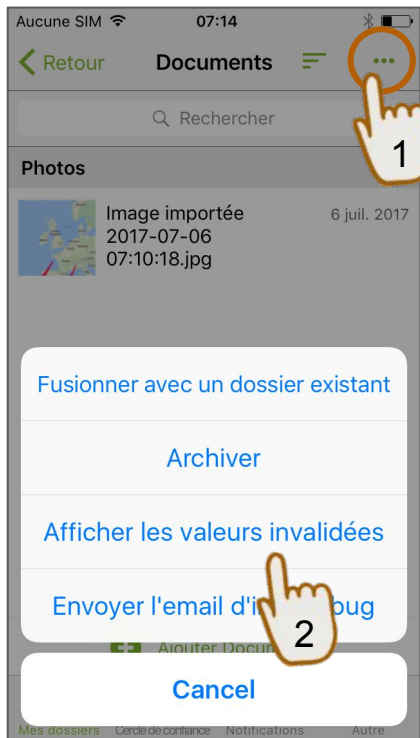 Aucune SIM 07:14
Retour Documents •••
Rechercher
1
Photos
Image importée 6 juil. 2017
2017-07-06
07:10:18.jpg
Fusionner avec un dossier existant
Archiver
Afficher les valeurs invalidées
Envoyer l'email d'i oug
2
Ajouter Docu
Cancel
Mes dossiers Cercle de confiance Notifications Autre